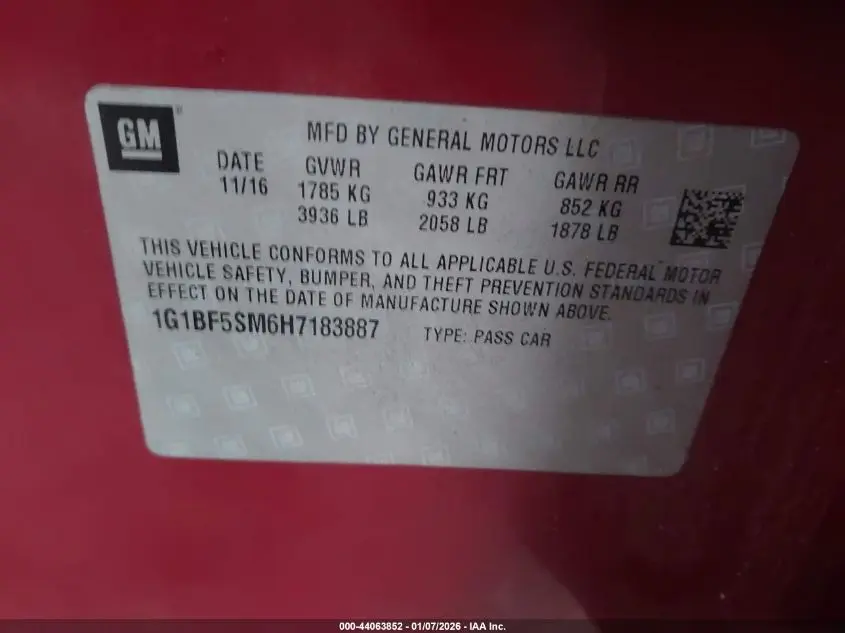 GM
MFD BY GENERAL MOTORS LLC
DATE GVWR GAWR FRT GAWR RR
11/16 1785 KG 933 KG 852 KG
3936 LB 2058 LB 1878 LB
THIS VEHICLE CONFORMS TO ALL APPLICABLE U.S. FEDERAL MOTOR
VEHICLE SAFETY, BUMPER, AND THEFT PREVENTION STANDARDS IN
EFFECT ON THE DATE OF MANUFACTURE SHOWN ABOVE.
1G1BF5SM6H7183887 TYPE: PASS CAR
000-44063852 - 01/07/2026 - IAA Inc.